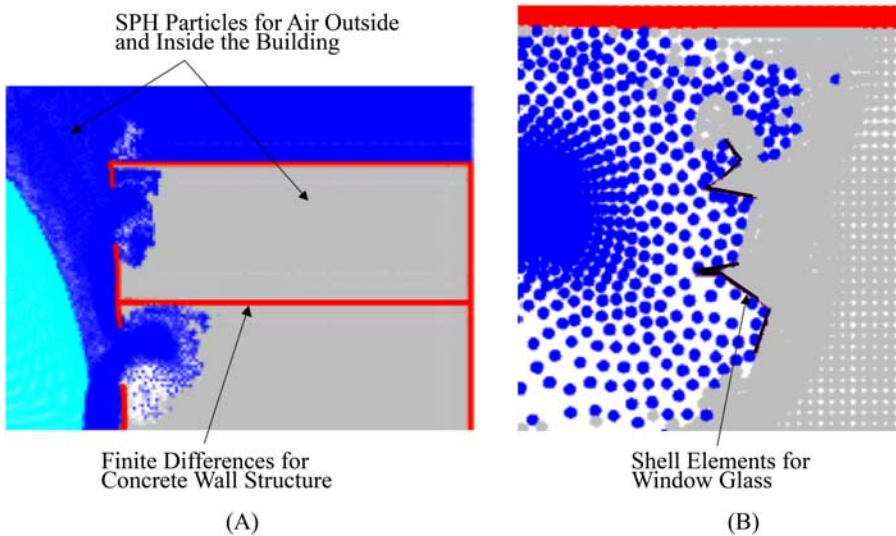 SPH Particles for Air Outside
and Inside the Building
Finite Differences for
Concrete Wall Structure
(A)
Shell Elements for
Window Glass
(B)